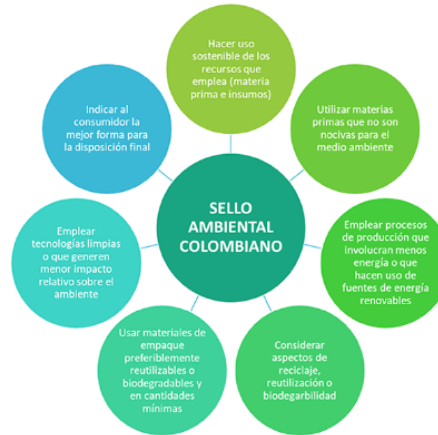 Hacer uso
sostenible de los
recursos que
emplea (materia
prima e insumos)
Utilizar materias
primas que no son
nocivas para el
medio ambiente
Emplear procesos
de producción que
involucran menos
energía o que
hacen uso de
fuentes de energía
renovables
Considerar
aspectos de
reciclaje,
reutilización o
biodegarbilidad
Usar materiales de
empaque
preferiblemente
reutilizables o
biodegradables y
en cantidades
mínimas
Emplear
tecnologías limpias
o que generen
menor impacto
relativo sobre el
ambiente
Indicar al
consumidor la
mejor forma para
la disposición final
SELLO
AMBIENTAL
COLOMBIANO